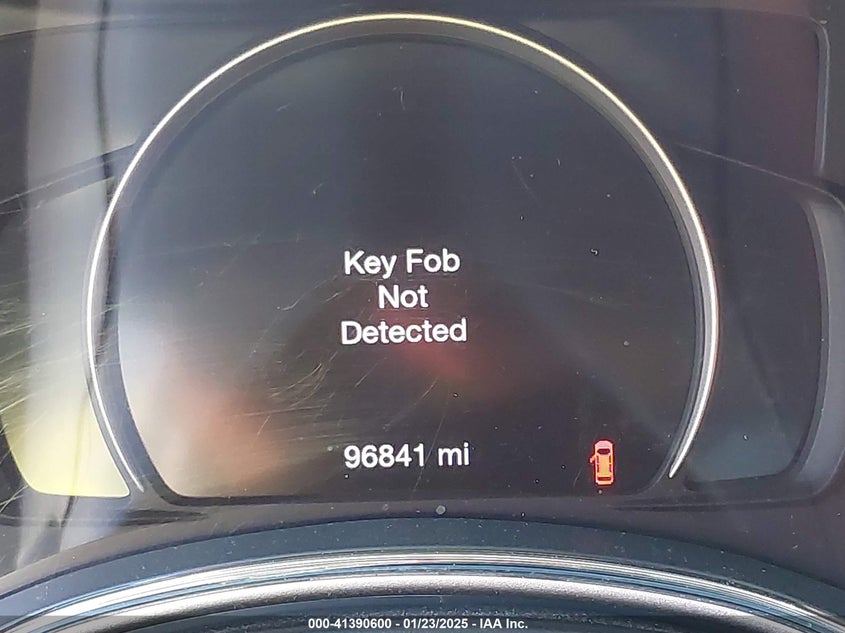 Key Fob
Not
Detected
96841 mi
000-41390600 - 01/23/2025 - IAA Inc.